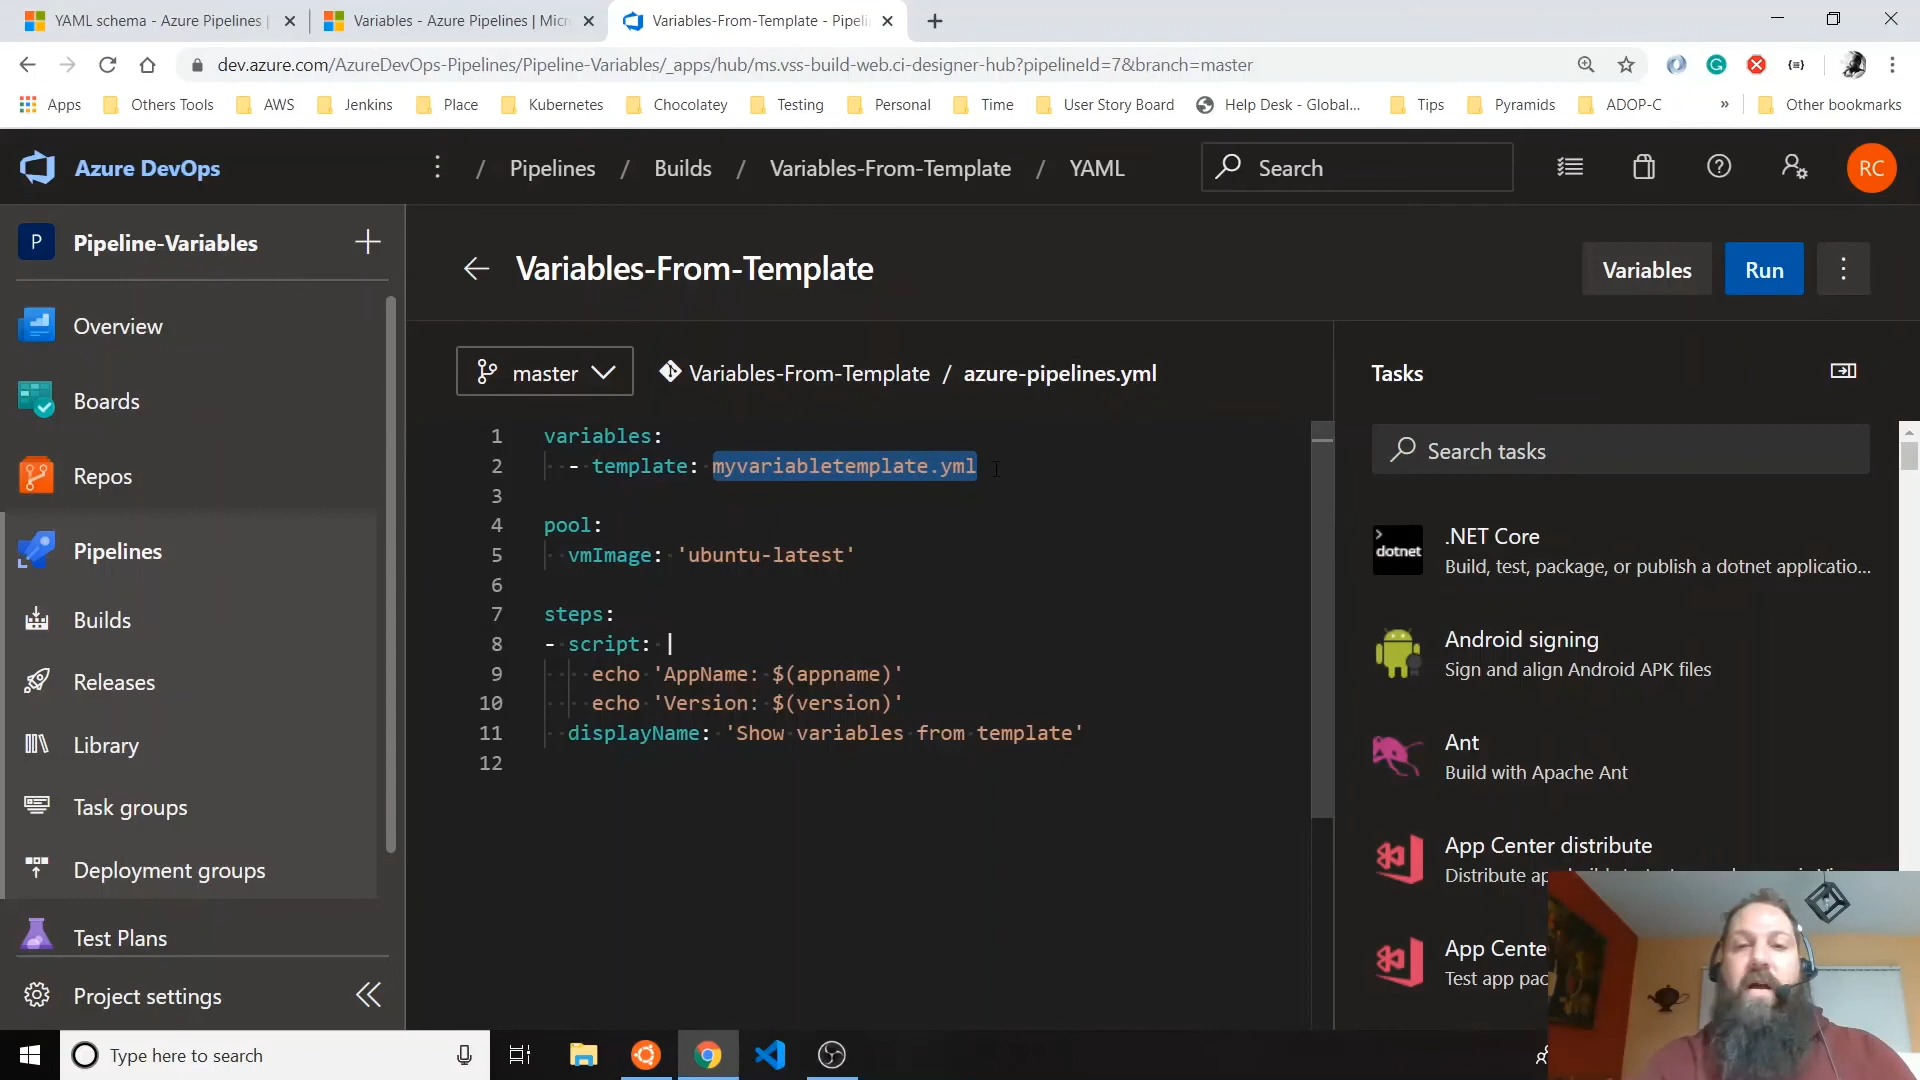 YAML schema - Azure Pipelines |
Variables - Azure Pipelines | Micr
Variables-From-Template - Pipeli
dev.azure.com/AzureDevOps-Pipelines/Pipeline-Variables/_apps/hub/ms.vss-build-web.ci-designer-hub?pipelineId=7&branch=master
Apps
Others Tools
AWS
Jenkins
Place
Kubernetes
Chocolatey
Testing
Personal
Time
User Story Board
Help Desk - Global...
Tips
Pyramids
ADOP-C
»
Other bookmarks
Azure DevOps
/ Pipelines / Builds / Variables-From-Template / YAML
Search
RC
P
Pipeline-Variables
Variables-From-Template
Variables
Run
Overview
Boards
Repos
Pipelines
Builds
Releases
Library
Task groups
Deployment groups
Test Plans
Project settings
master
Variables-From-Template / azure-pipelines.yml
1 variables:
2 - template: myvariabletemplate.yml
3
4 pool:
5 vmImage: 'ubuntu-latest'
6
7 steps:
8 - script: |
9 echo 'AppName: $(appname)'
10 echo 'Version: $(version)'
11 displayName: 'Show variables from template'
12
Tasks
Search tasks
dotnet
.NET Core
Build, test, package, or publish a dotnet applicatio...
Android signing
Sign and align Android APK files
Ant
Build with Apache Ant
App Center distribute
Distribute
App Cente
Test app pac
Type here to search